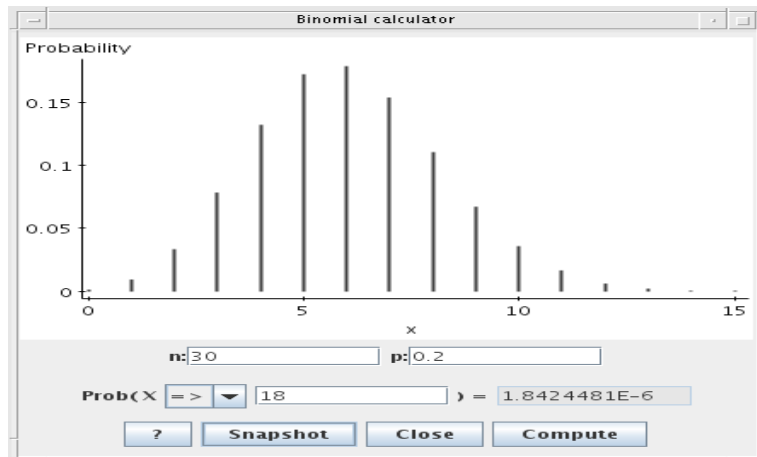 Binomial calculator
Probability
0.15
0.1
0.05
0
0 5 10 15
x
n: 30 p: 0.2
Prob(X => 18 ) = 1.8424481E-6
? Snapshot Close Compute